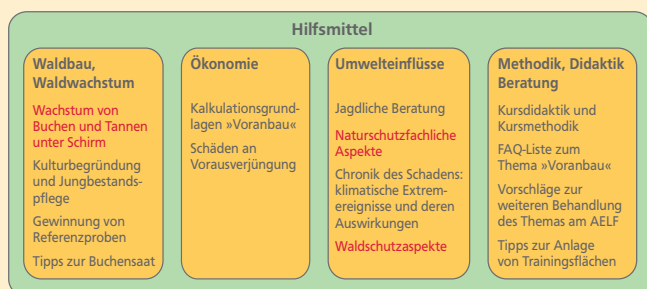 Hilfsmittel
Waldbau,
Waldwachstum
Wachstum von
Buchen und Tannen
unter Schirm
Kulturbegründung
und Jungbestands-
pflege
Gewinnung von
Referenzproben
Tipps zur Buchensaat
Ökonomie
Kalkulationsgrund-
lagen »Voranbau«
Schäden an
Vorausverjüngung
Umwelteinflüsse
Jagdliche Beratung
Naturschutzfachliche
Aspekte
Chronik des Schadens:
klimatische Extrem-
ereignisse und deren
Auswirkungen
Waldschutzaspekte
Methodik, Didaktik
Beratung
Kursdidaktik und
Kursmethodik
FAQ-Liste zum
Thema »Voranbau«
Vorschläge zur
weiteren Behandlung
des Themas am AELF
Tipps zur Anlage
von Trainingsflächen